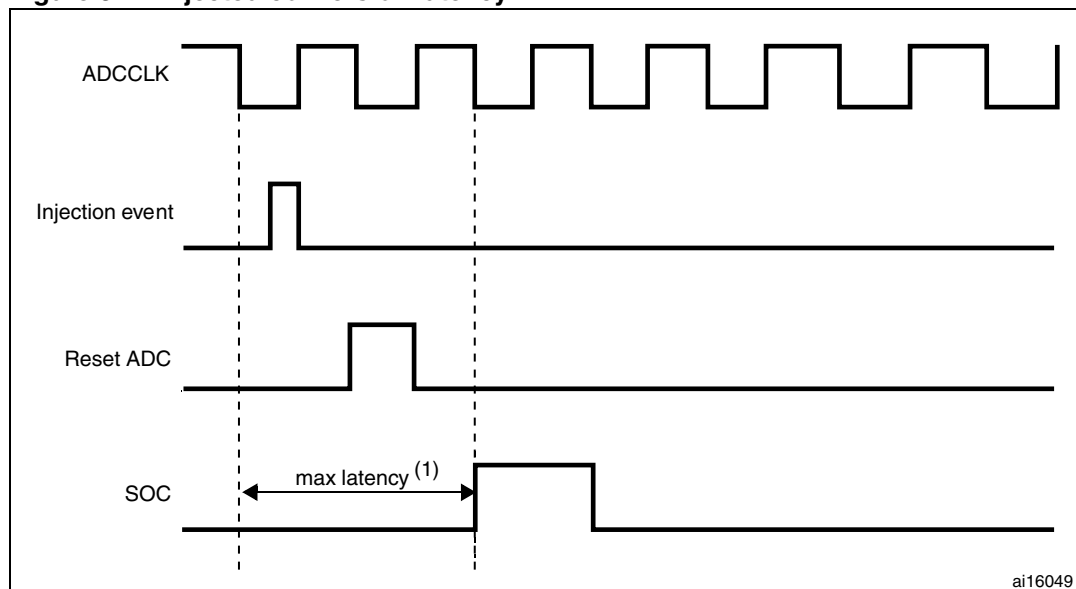 ADCCLK
Injection event
Reset ADC
max latency (1)
SOC
ai16049